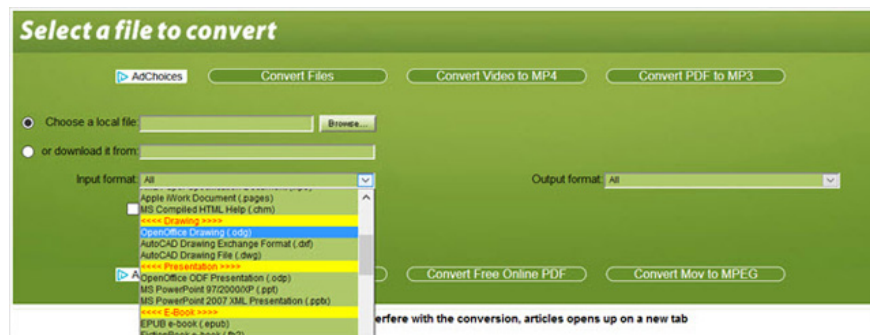 Select a file to convert
AdChoices
Convert Files
Convert Video to MP4
Convert PDF to MP3
Choose a local file:
Browse...
or download it from:
Input format: All
Output format: All
Apple iWork Document (.pages)
MS Compiled HTML Help (.chm)
<<<< Drawing >>>>
OpenOffice Drawing (.odg)
AutoCAD Drawing Exchange Format (.dxf)
AutoCAD Drawing File (.dwg)
<<<< Presentation >>>>
A
OpenOffice ODF Presentation (.odp)
Convert Free Online PDF
Convert Mov to MPEG
MS PowerPoint 97/2000/XP (.ppt)
MS PowerPoint 2007 XML Presentation (.pptx)
<<<< E-Book >>>>
erfere with the conversion, articles opens up on a new tab
EPUB e-book (.epub)